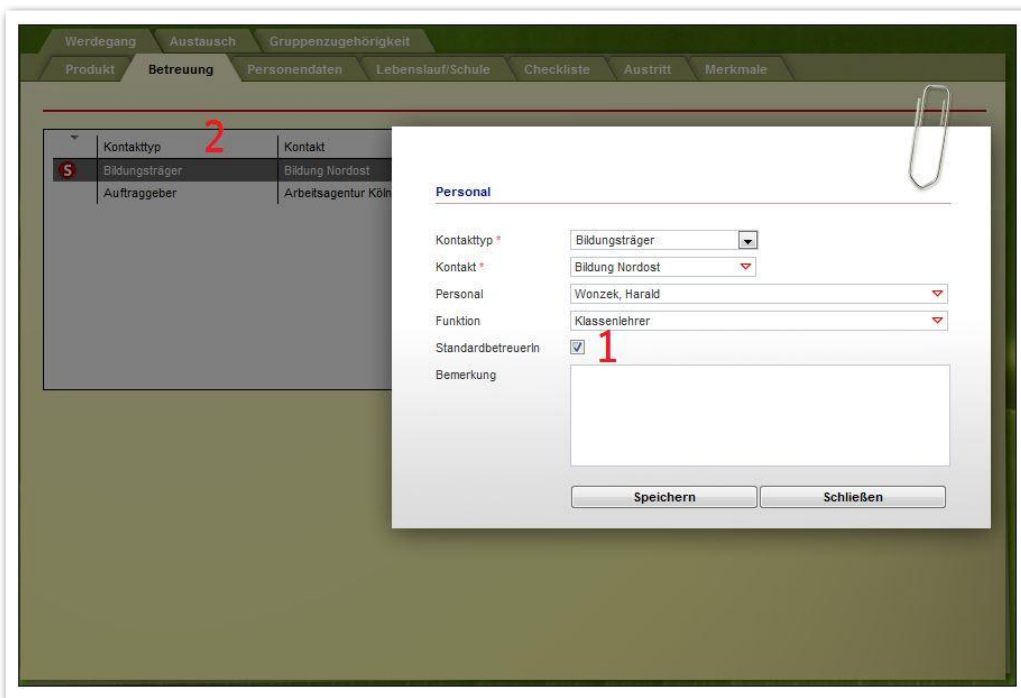 Werdegang Austausch Gruppenzugehörigkeit
Produkt Betreuung Personendaten Lebenslauf/Schule Checkliste Austritt Merkmale
2
Kontakttyp Kontakt
S Bildungsträger Bildung Nordost
Auftraggeber Arbeitsagentur Köln
Personal
Kontakttyp * Bildungsträger
Kontakt * Bildung Nordost
Personal Wonzek, Harald
Funktion Klassenlehrer
StandardbetreuerIn 1
Bemerkung
Speichern Schließen